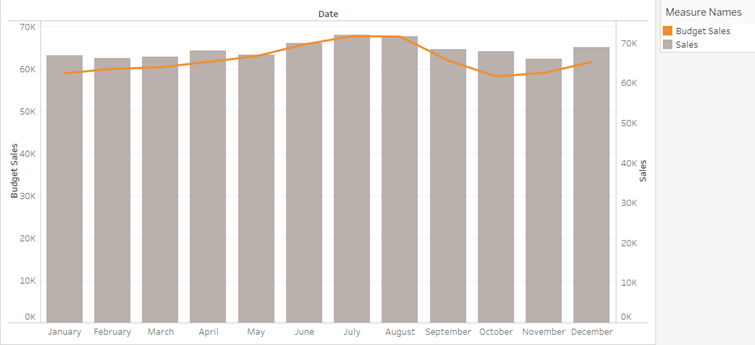 Date
Measure Names
Budget Sales
Sales
70K
60K
50K
40K
30K
20K
10K
0K
Budget Sales
70K
60K
50K
40K
30K
20K
10K
0K
Sales
January February March April May June July August September October November December